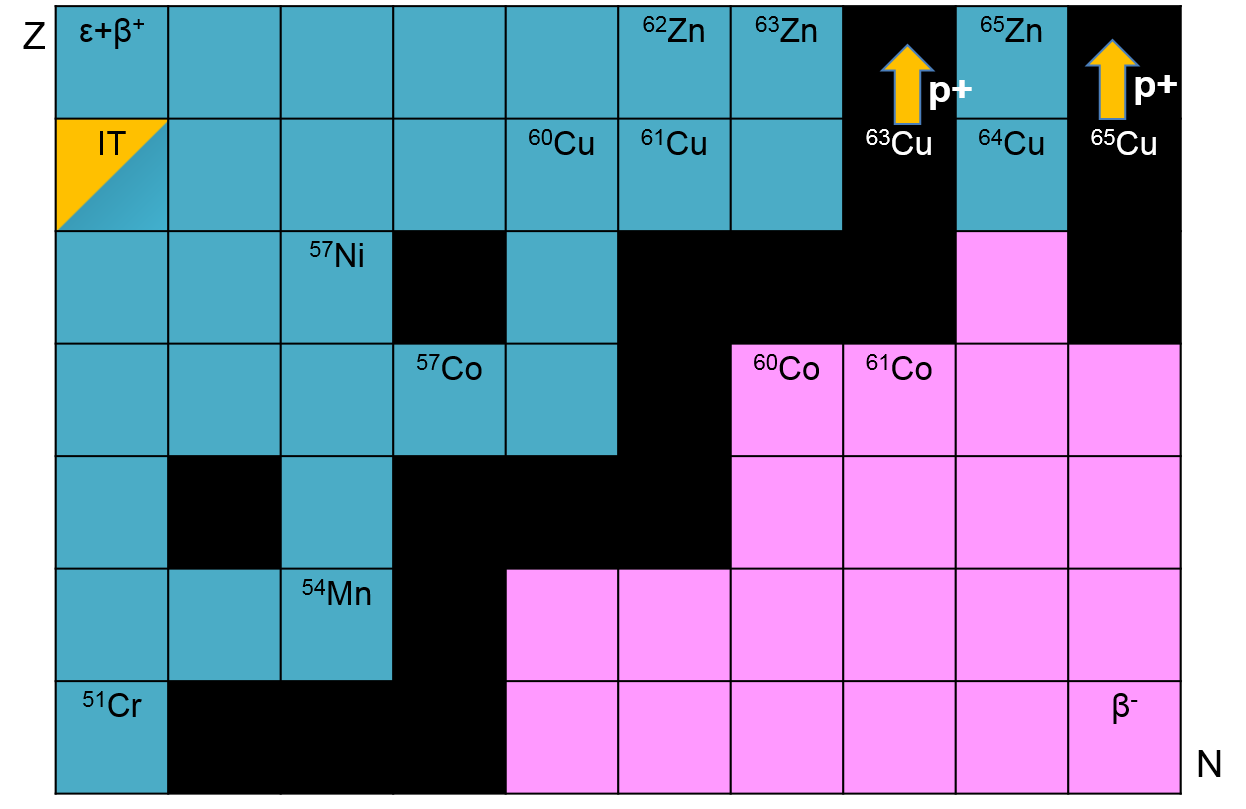 Z
ε+β⁺
⁶²Zn
⁶³Zn
⁶⁵Zn
p+
p+
IT
⁶⁰Cu
⁶¹Cu
⁶³Cu
⁶⁴Cu
⁶⁵Cu
⁵⁷Ni
⁵⁷Co
⁶⁰Co
⁶¹Co
⁵⁴Mn
⁵¹Cr
β⁻
N